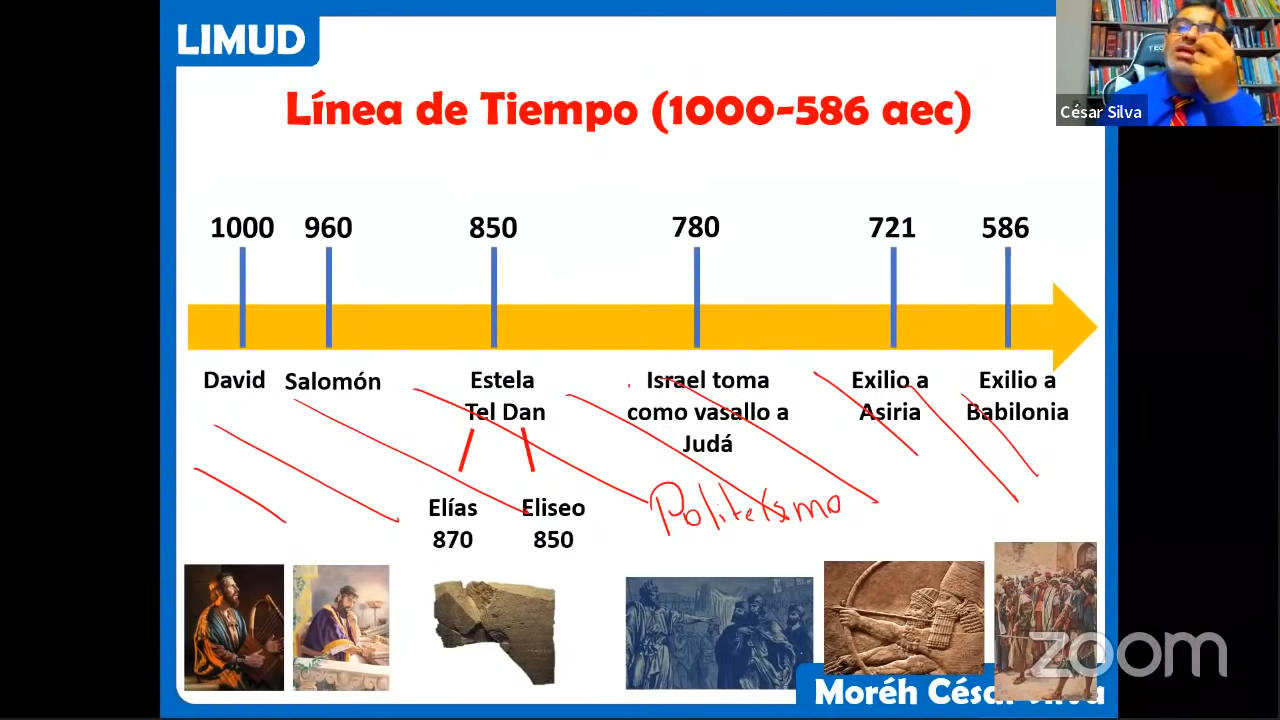 LIMUD
César Silva
Línea de Tiempo (1000-586 aec)
1000 960 850 780 721 586
David Salomón Estela Israel toma Exilio a Exilio a
Tel Dan como vasallo a Asiria Babilonia
Judá
Elías Eliseo
870 850
Politeísmo
zoom
Moréh César Silva